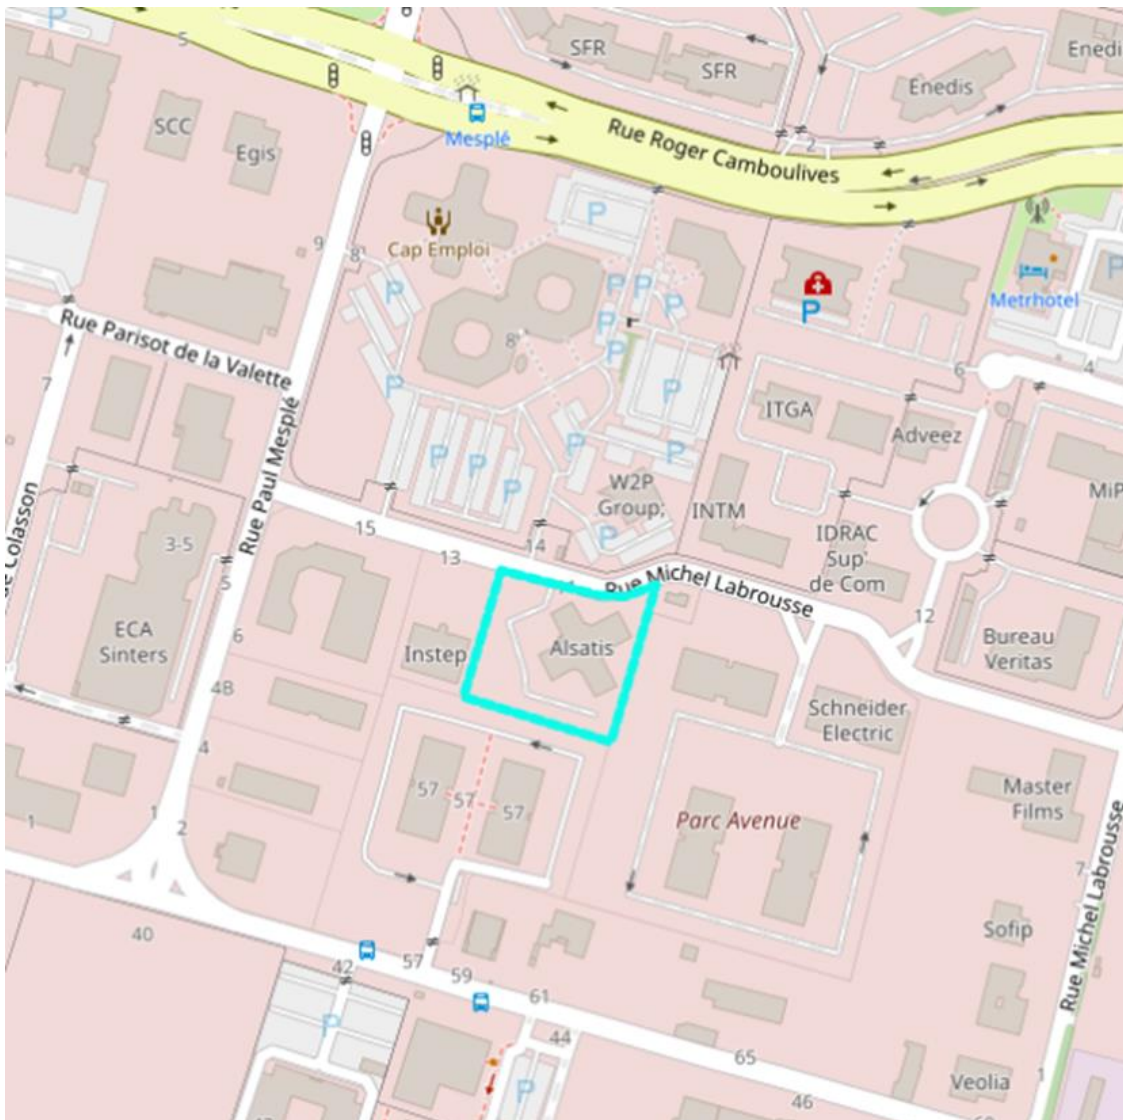 P
5
SFR
SFR
Enedi
Enedis
SCC
Egis
Mesplé
2
Rue Roger Camboulives
P
Cap Emploi
9
8
P
P
P
P
P
Metrhotel
P
Rue Parisot de la Valette
P
P
8
6
4
7
P
P
ITGA
Adveez
Rue Paul Mesplé
P
P
P
P
P
W2P
Group;
INTM
MiP
P
15
14
13
IDRAC
Sup'
de Com
3-5
5
Rue Michel Labrousse
12
ECA
Sinters
6
Instep
Alsatis
Bureau
Veritas
4B
Schneider
Electric
4
57
57
57
Master
Films
Parc Avenue
1
1
2
7
Rue Michel Labrousse
Sofip
40
42
57
59
61
P
44
65
Veolia
1
P
46